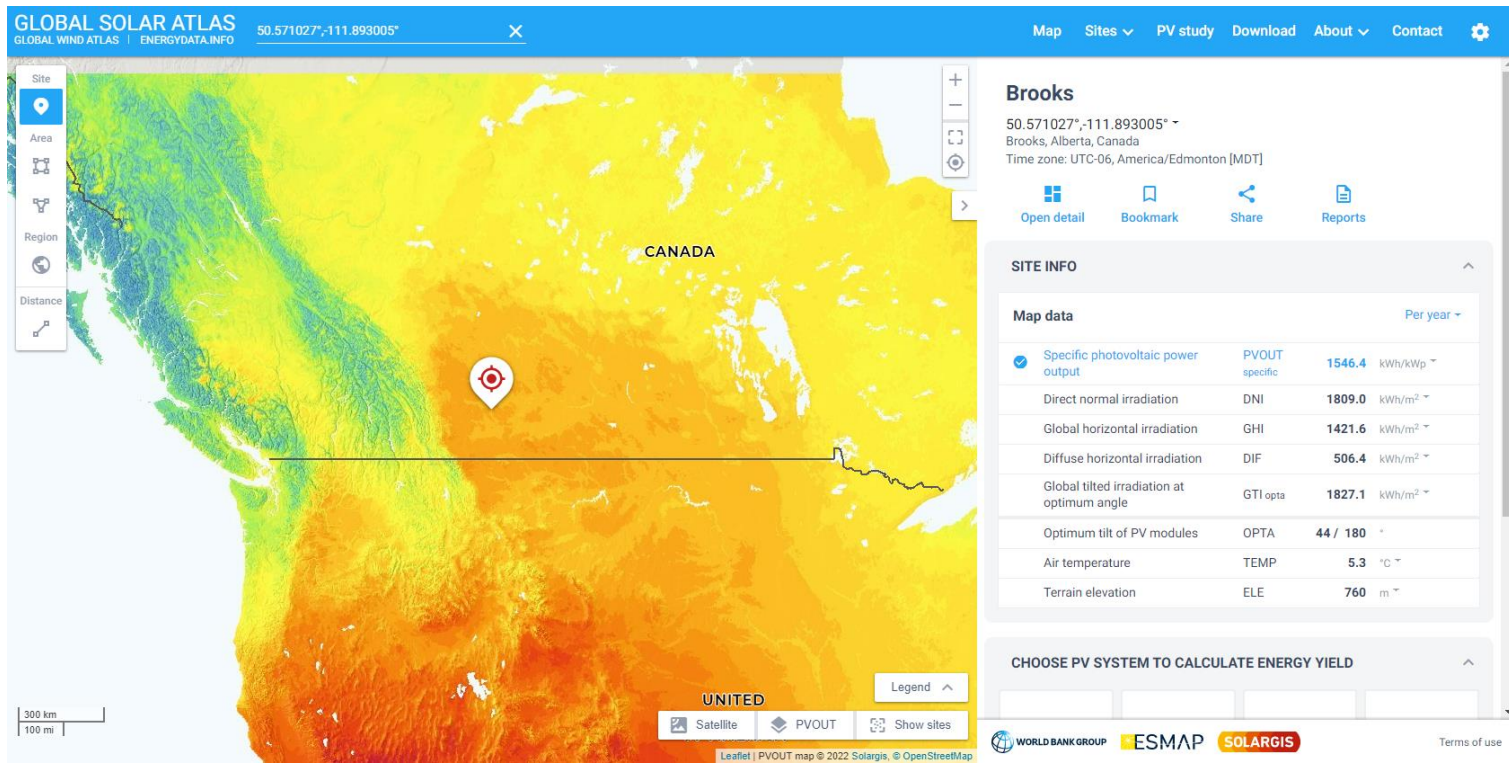 GLOBAL SOLAR ATLAS
GLOBAL WIND ATLAS | ENERGYDATA.INFO
50.571027°,-111.893005°
Map Sites PV study Download About Contact
Site
Area
Region
Distance
CANADA
UNITED
300 km
100 mi
Legend
Satellite PVOUT Show sites
Leaflet | PVOUT map © 2022 Solargis, © OpenStreetMap
Brooks
50.571027°,-111.893005°
Brooks, Alberta, Canada
Time zone: UTC-06, America/Edmonton [MDT]
Open detail Bookmark Share Reports
SITE INFO
Map data Per year
Specific photovoltaic power output PVOUT specific 1546.4 kWh/kWp
Direct normal irradiation DNI 1809.0 kWh/m²
Global horizontal irradiation GHI 1421.6 kWh/m²
Diffuse horizontal irradiation DIF 506.4 kWh/m²
Global tilted irradiation at optimum angle GTI opta 1827.1 kWh/m²
Optimum tilt of PV modules OPTA 44 / 180 °
Air temperature TEMP 5.3 °C
Terrain elevation ELE 760 m
CHOOSE PV SYSTEM TO CALCULATE ENERGY YIELD
WORLD BANK GROUP ESMAP SOLARGIS Terms of use